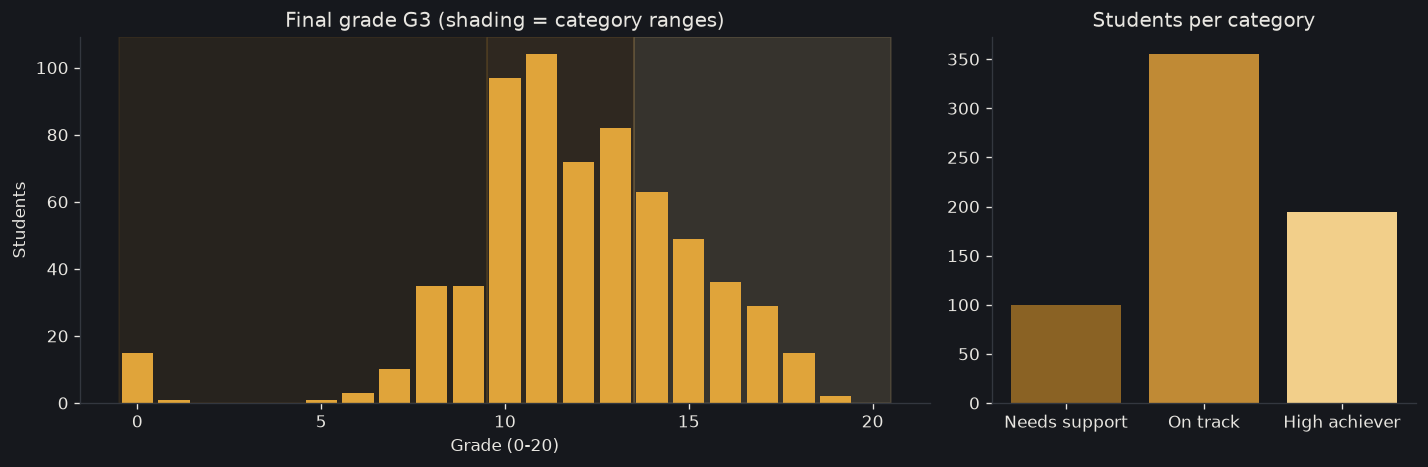 Final grade G3 (shading = category ranges)
Students
100
80
60
40
20
0
0 5 10 15 20
Grade (0-20)
Students per category
350
300
250
200
150
100
50
0
Needs support On track High achiever